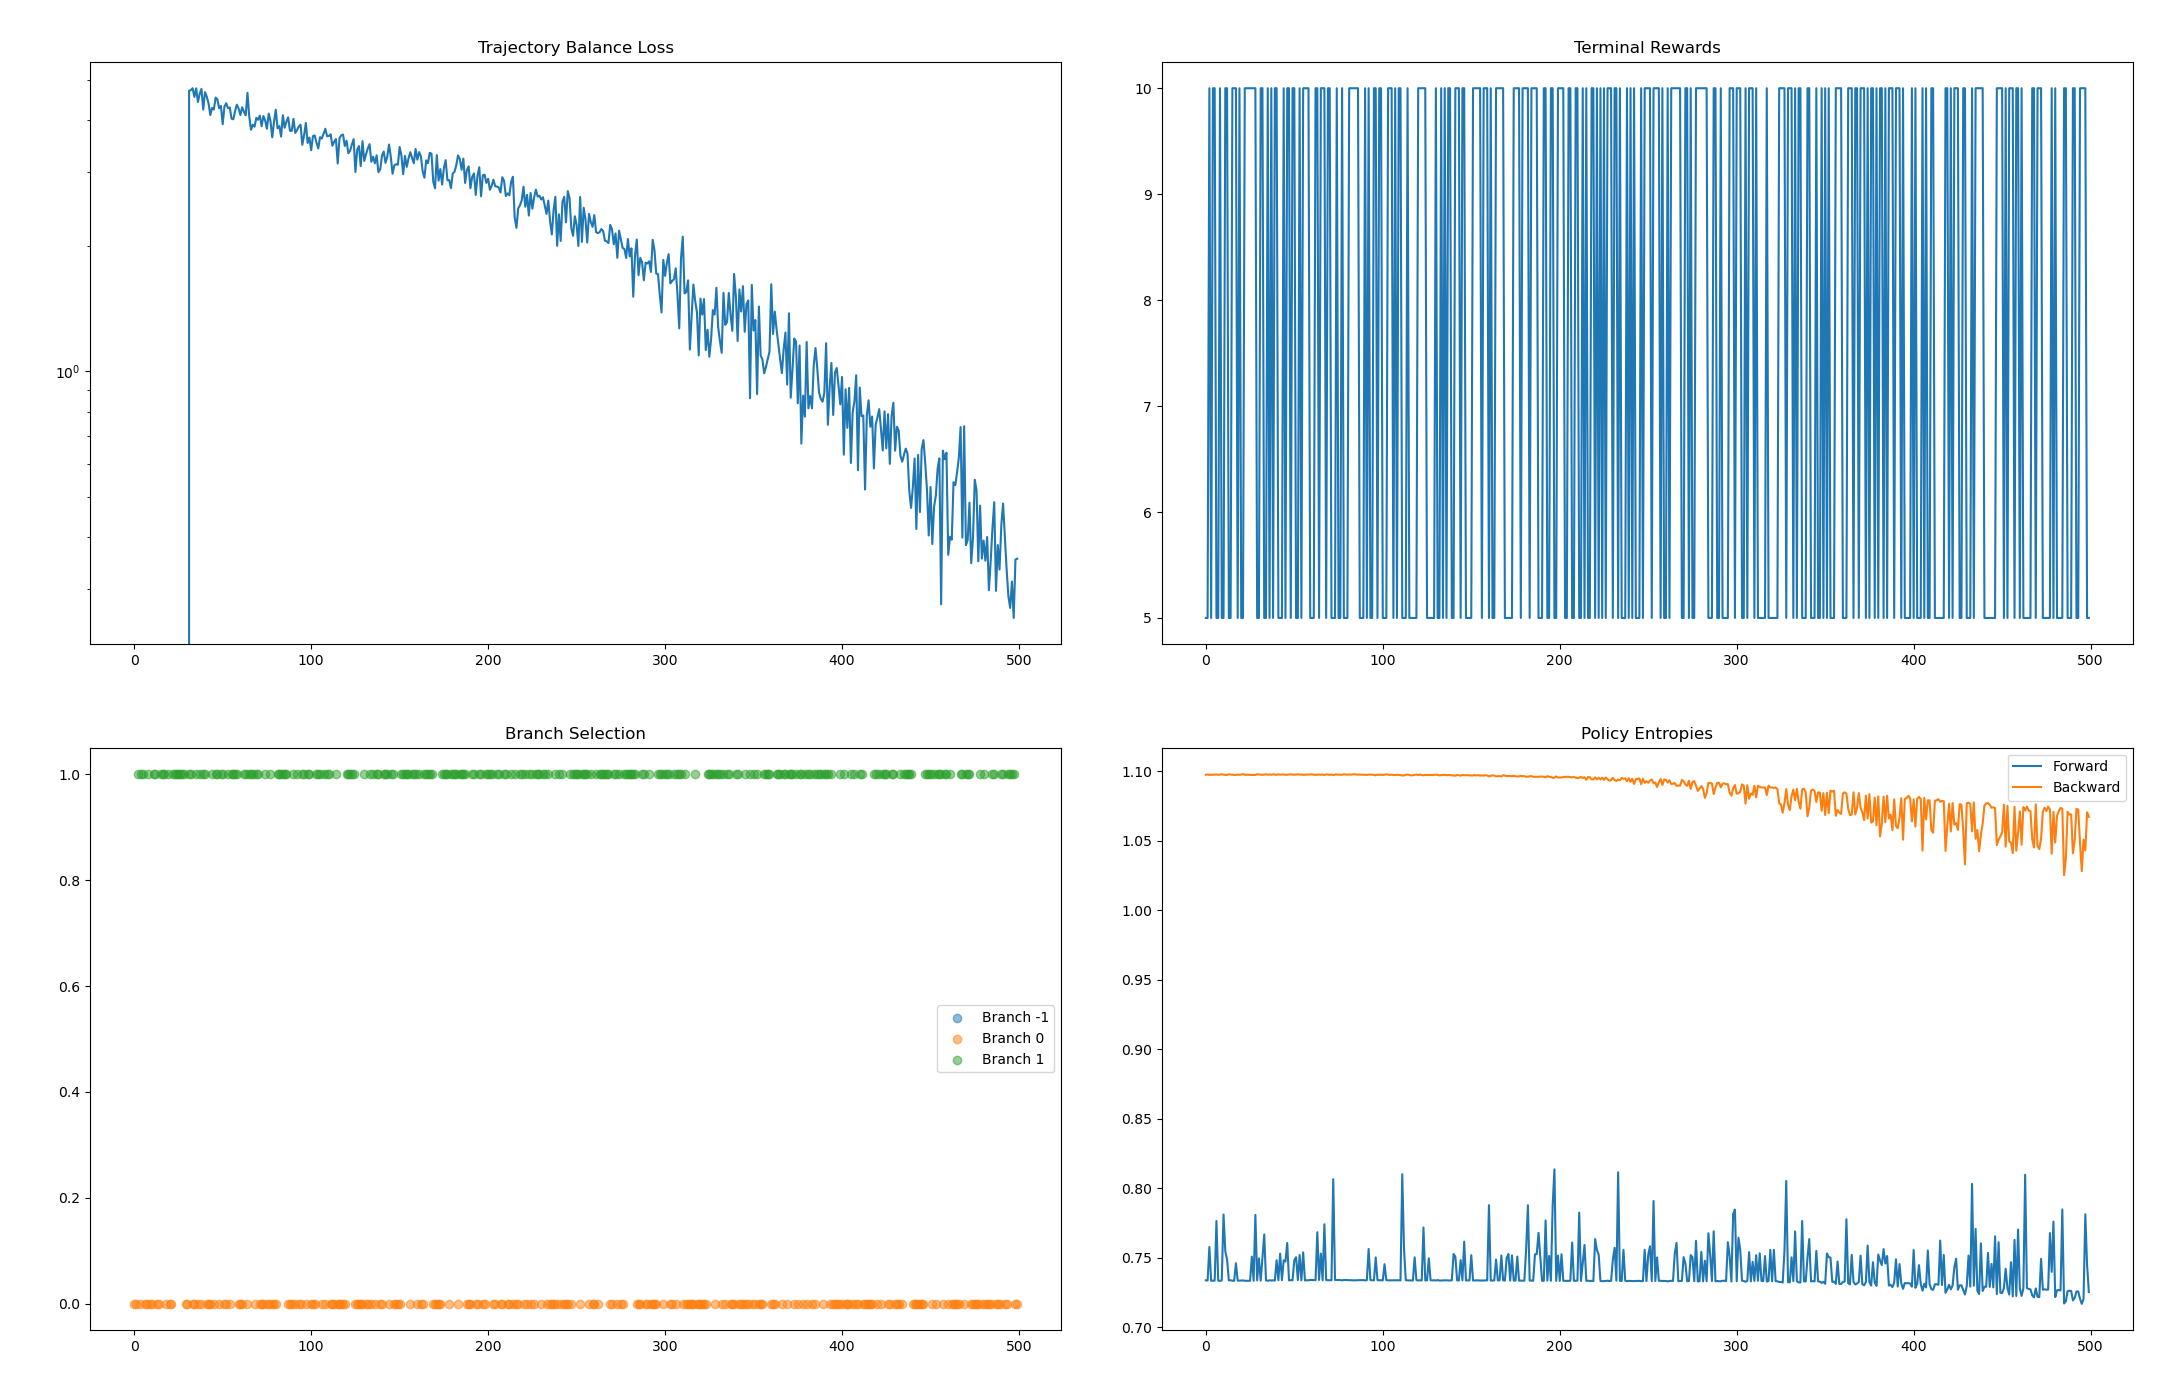 Trajectory Balance Loss
10^0
0 100 200 300 400 500
Terminal Rewards
10
9
8
7
6
5
0 100 200 300 400 500
Branch Selection
1.0
0.8
0.6
0.4
0.2
0.0
Branch -1
Branch 0
Branch 1
0 100 200 300 400 500
Policy Entropies
1.10
1.05
1.00
0.95
0.90
0.85
0.80
0.75
0.70
Forward
Backward
0 100 200 300 400 500